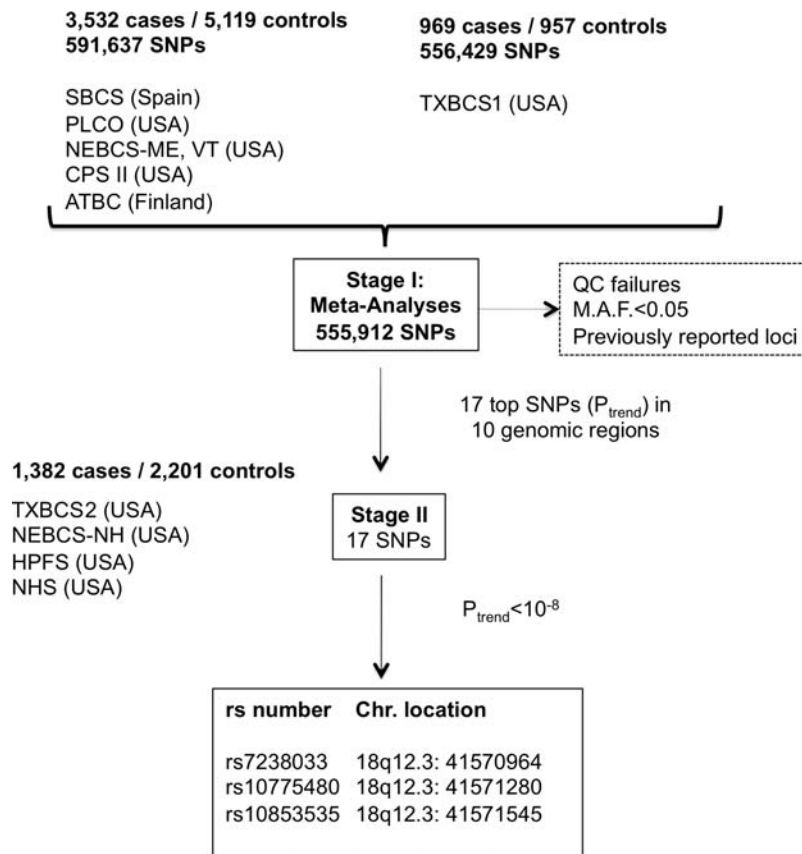 3,532 cases / 5,119 controls
591,637 SNPs
SBCS (Spain)
PLCO (USA)
NEBCS-ME, VT (USA)
CPS II (USA)
ATBC (Finland)
969 cases / 957 controls
556,429 SNPs
TXBCS1 (USA)
Stage I:
Meta-Analyses
555,912 SNPs
QC failures
M.A.F.<0.05
Previously reported loci
17 top SNPs (Ptrend) in
10 genomic regions
1,382 cases / 2,201 controls
TXBCS2 (USA)
NEBCS-NH (USA)
HPFS (USA)
NHS (USA)
Stage II
17 SNPs
Ptrend<10-8
rs number Chr. location
rs7238033 18q12.3: 41570964
rs10775480 18q12.3: 41571280
rs10853535 18q12.3: 41571545